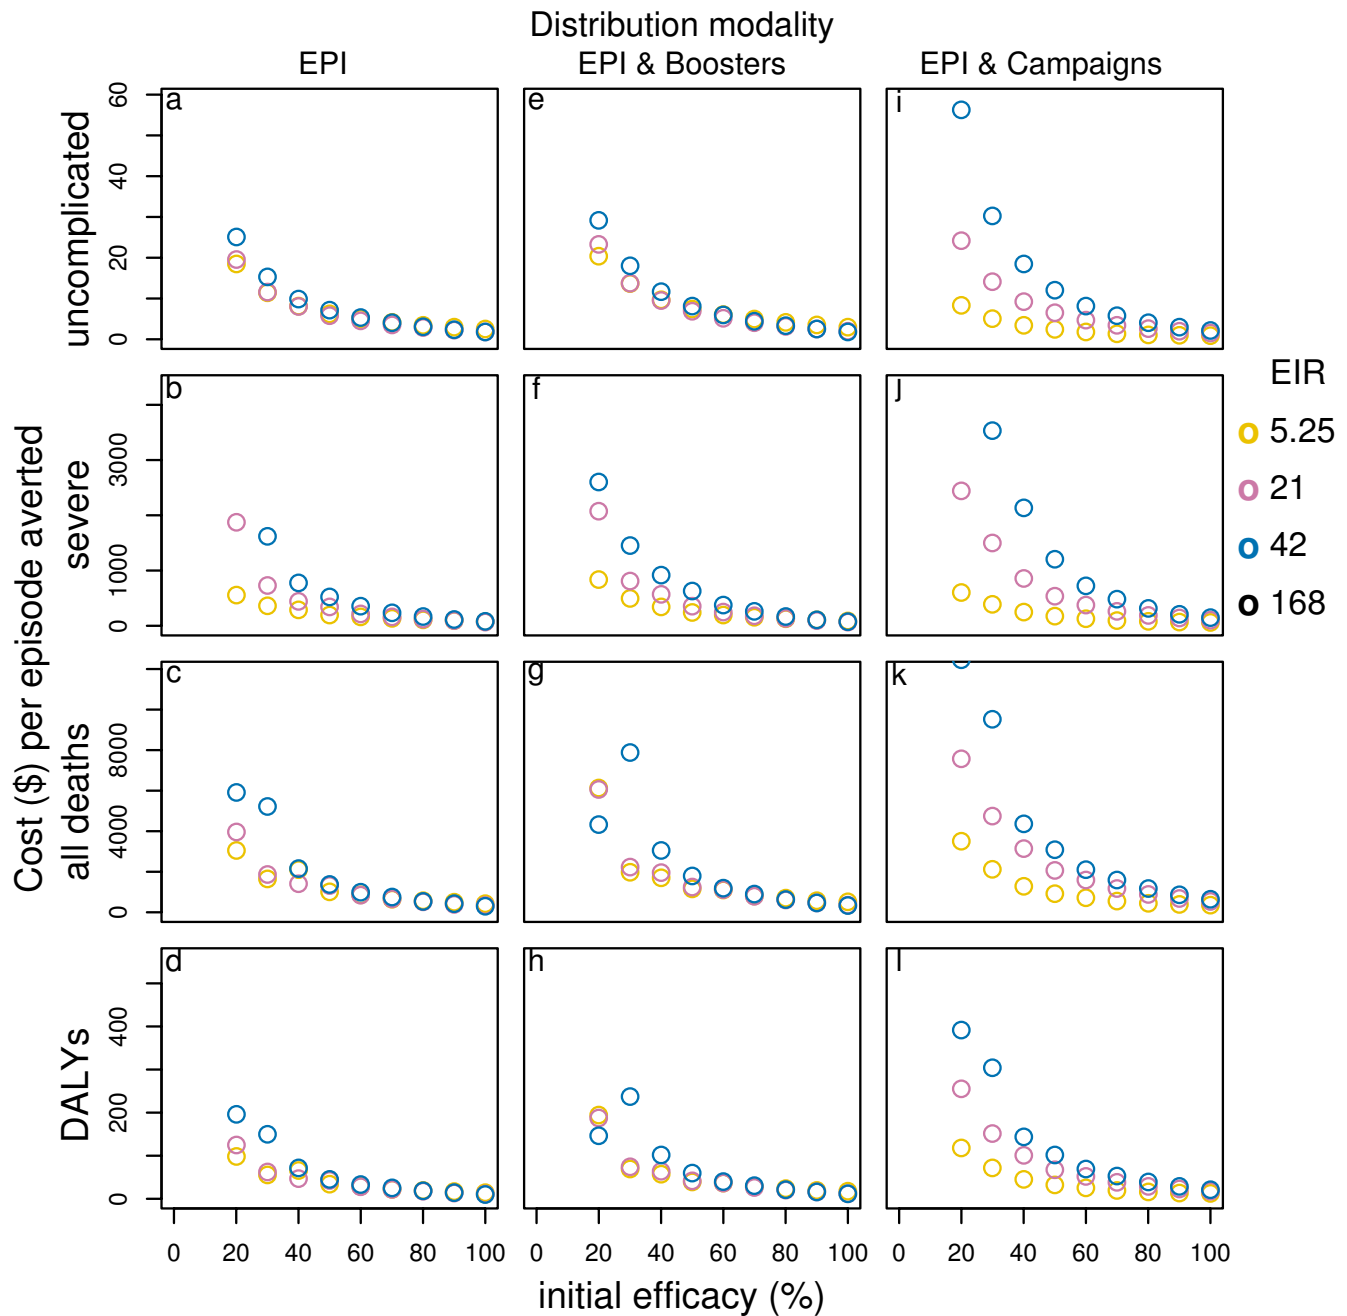 Distribution modality
EPI
EPI & Boosters
EPI & Campaigns
Cost ($) per episode averted
uncomplicated
severe
all deaths
DALYs
a
e
i
60
40
20
0
b
f
J
3000
1000
0
c
g
k
8000
4000
0
d
h
l
400
200
0
EIR
o 5.25
o 21
o 42
o 168
0 20 40 60 80 100
0 20 40 60 80 100
0 20 40 60 80 100
initial efficacy (%)